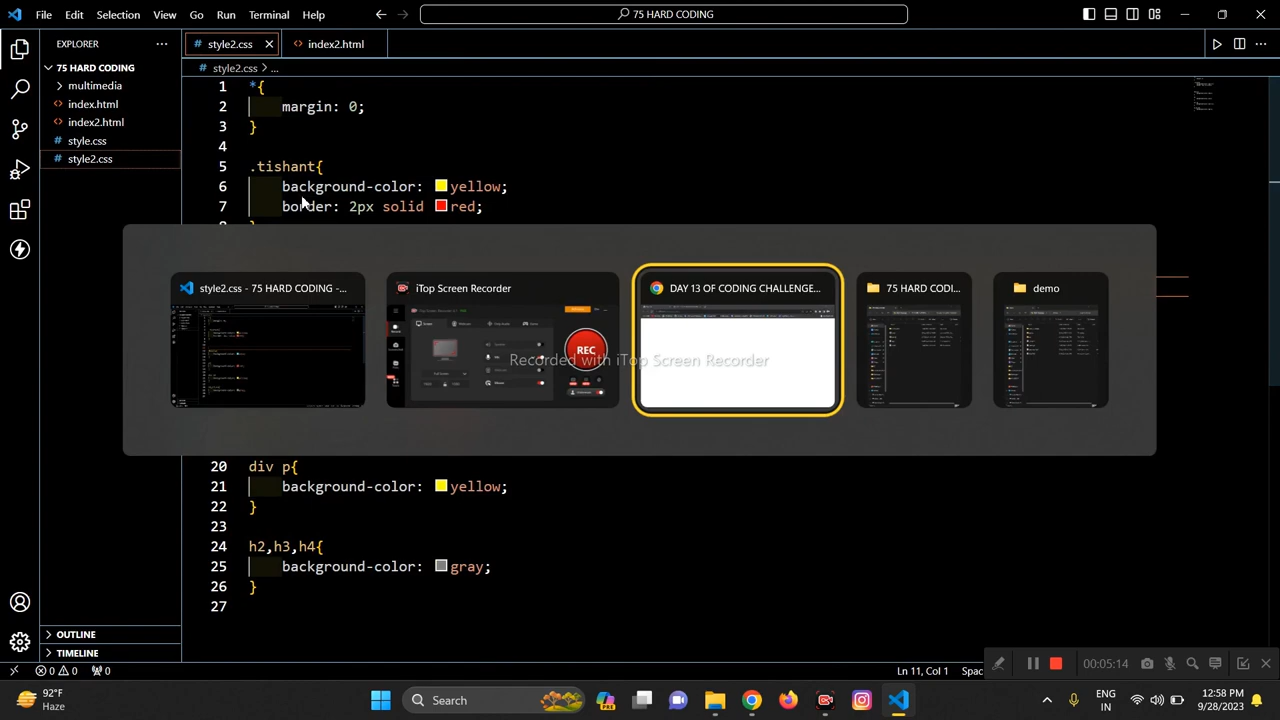 File Edit Selection View Go Run Terminal Help
75 HARD CODING
EXPLORER
75 HARD CODING
multimedia
index.html
index2.html
style.css
style2.css
OUTLINE
TIMELINE
style2.css
index2.html
style2.css > ...
1 *{
2 margin: 0;
3 }
4
5 .tishant{
6 background-color: yellow;
7 border: 2px solid red;
style2.css - 75 HARD CODING -...
iTop Screen Recorder
DAY 13 OF CODING CHALLENGE...
75 HARD CODI...
demo
REC
Recorded with iTop Screen Recorder
20 div p{
21 background-color: yellow;
22 }
23
24 h2,h3,h4{
25 background-color: gray;
26 }
27
00:05:14
0 0 0
Ln 11, Col 1
92°F
Haze
Search
PRE
ENG
IN
12:58 PM
9/28/2023